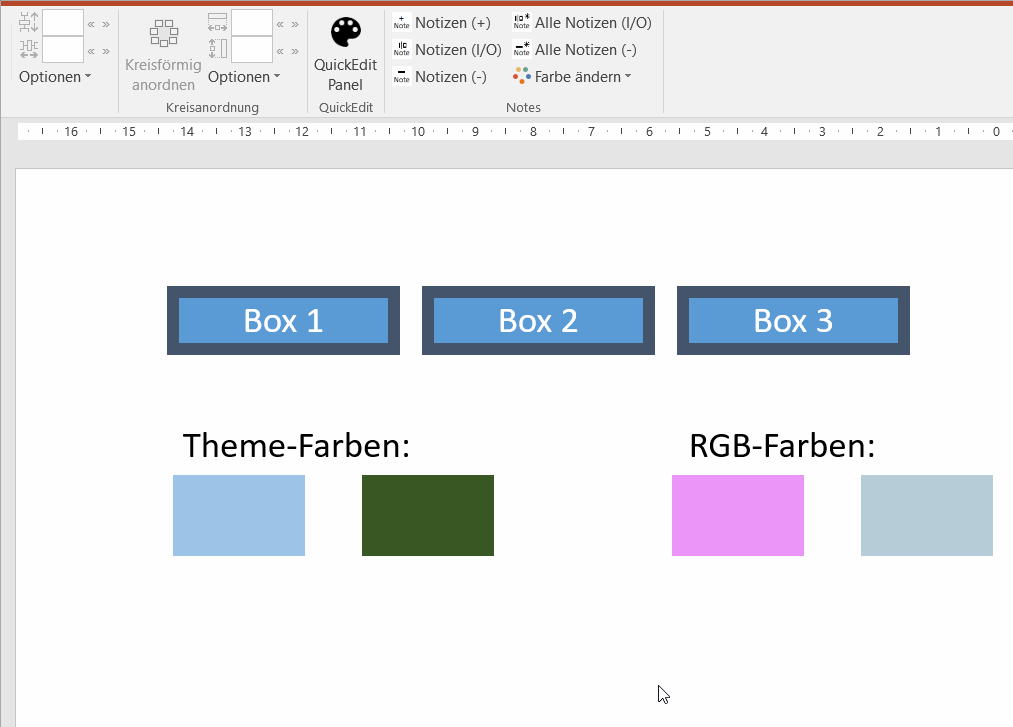 Note Notizen (+) Note Alle Notizen (I/O)
Note Notizen (I/O) Note Alle Notizen (-)
Note Notizen (-) Farbe ändern
Optionen
Kreisförmig anordnen
Optionen
QuickEdit Panel
Kreisanordnung QuickEdit Notes
16 15 14 13 12 11 10 9 8 7 6 5 4 3 2 1 0
Box 1 Box 2 Box 3
Theme-Farben: RGB-Farben: